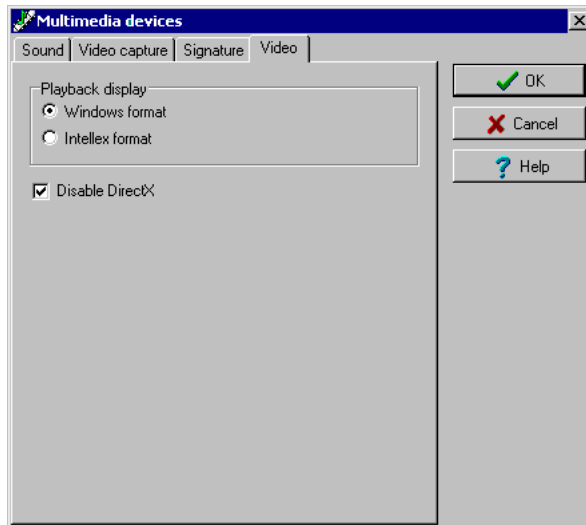 Multimedia devices
Sound Video capture Signature Video
Playback display
Windows format
Intellex format
Disable DirectX
OK
Cancel
? Help